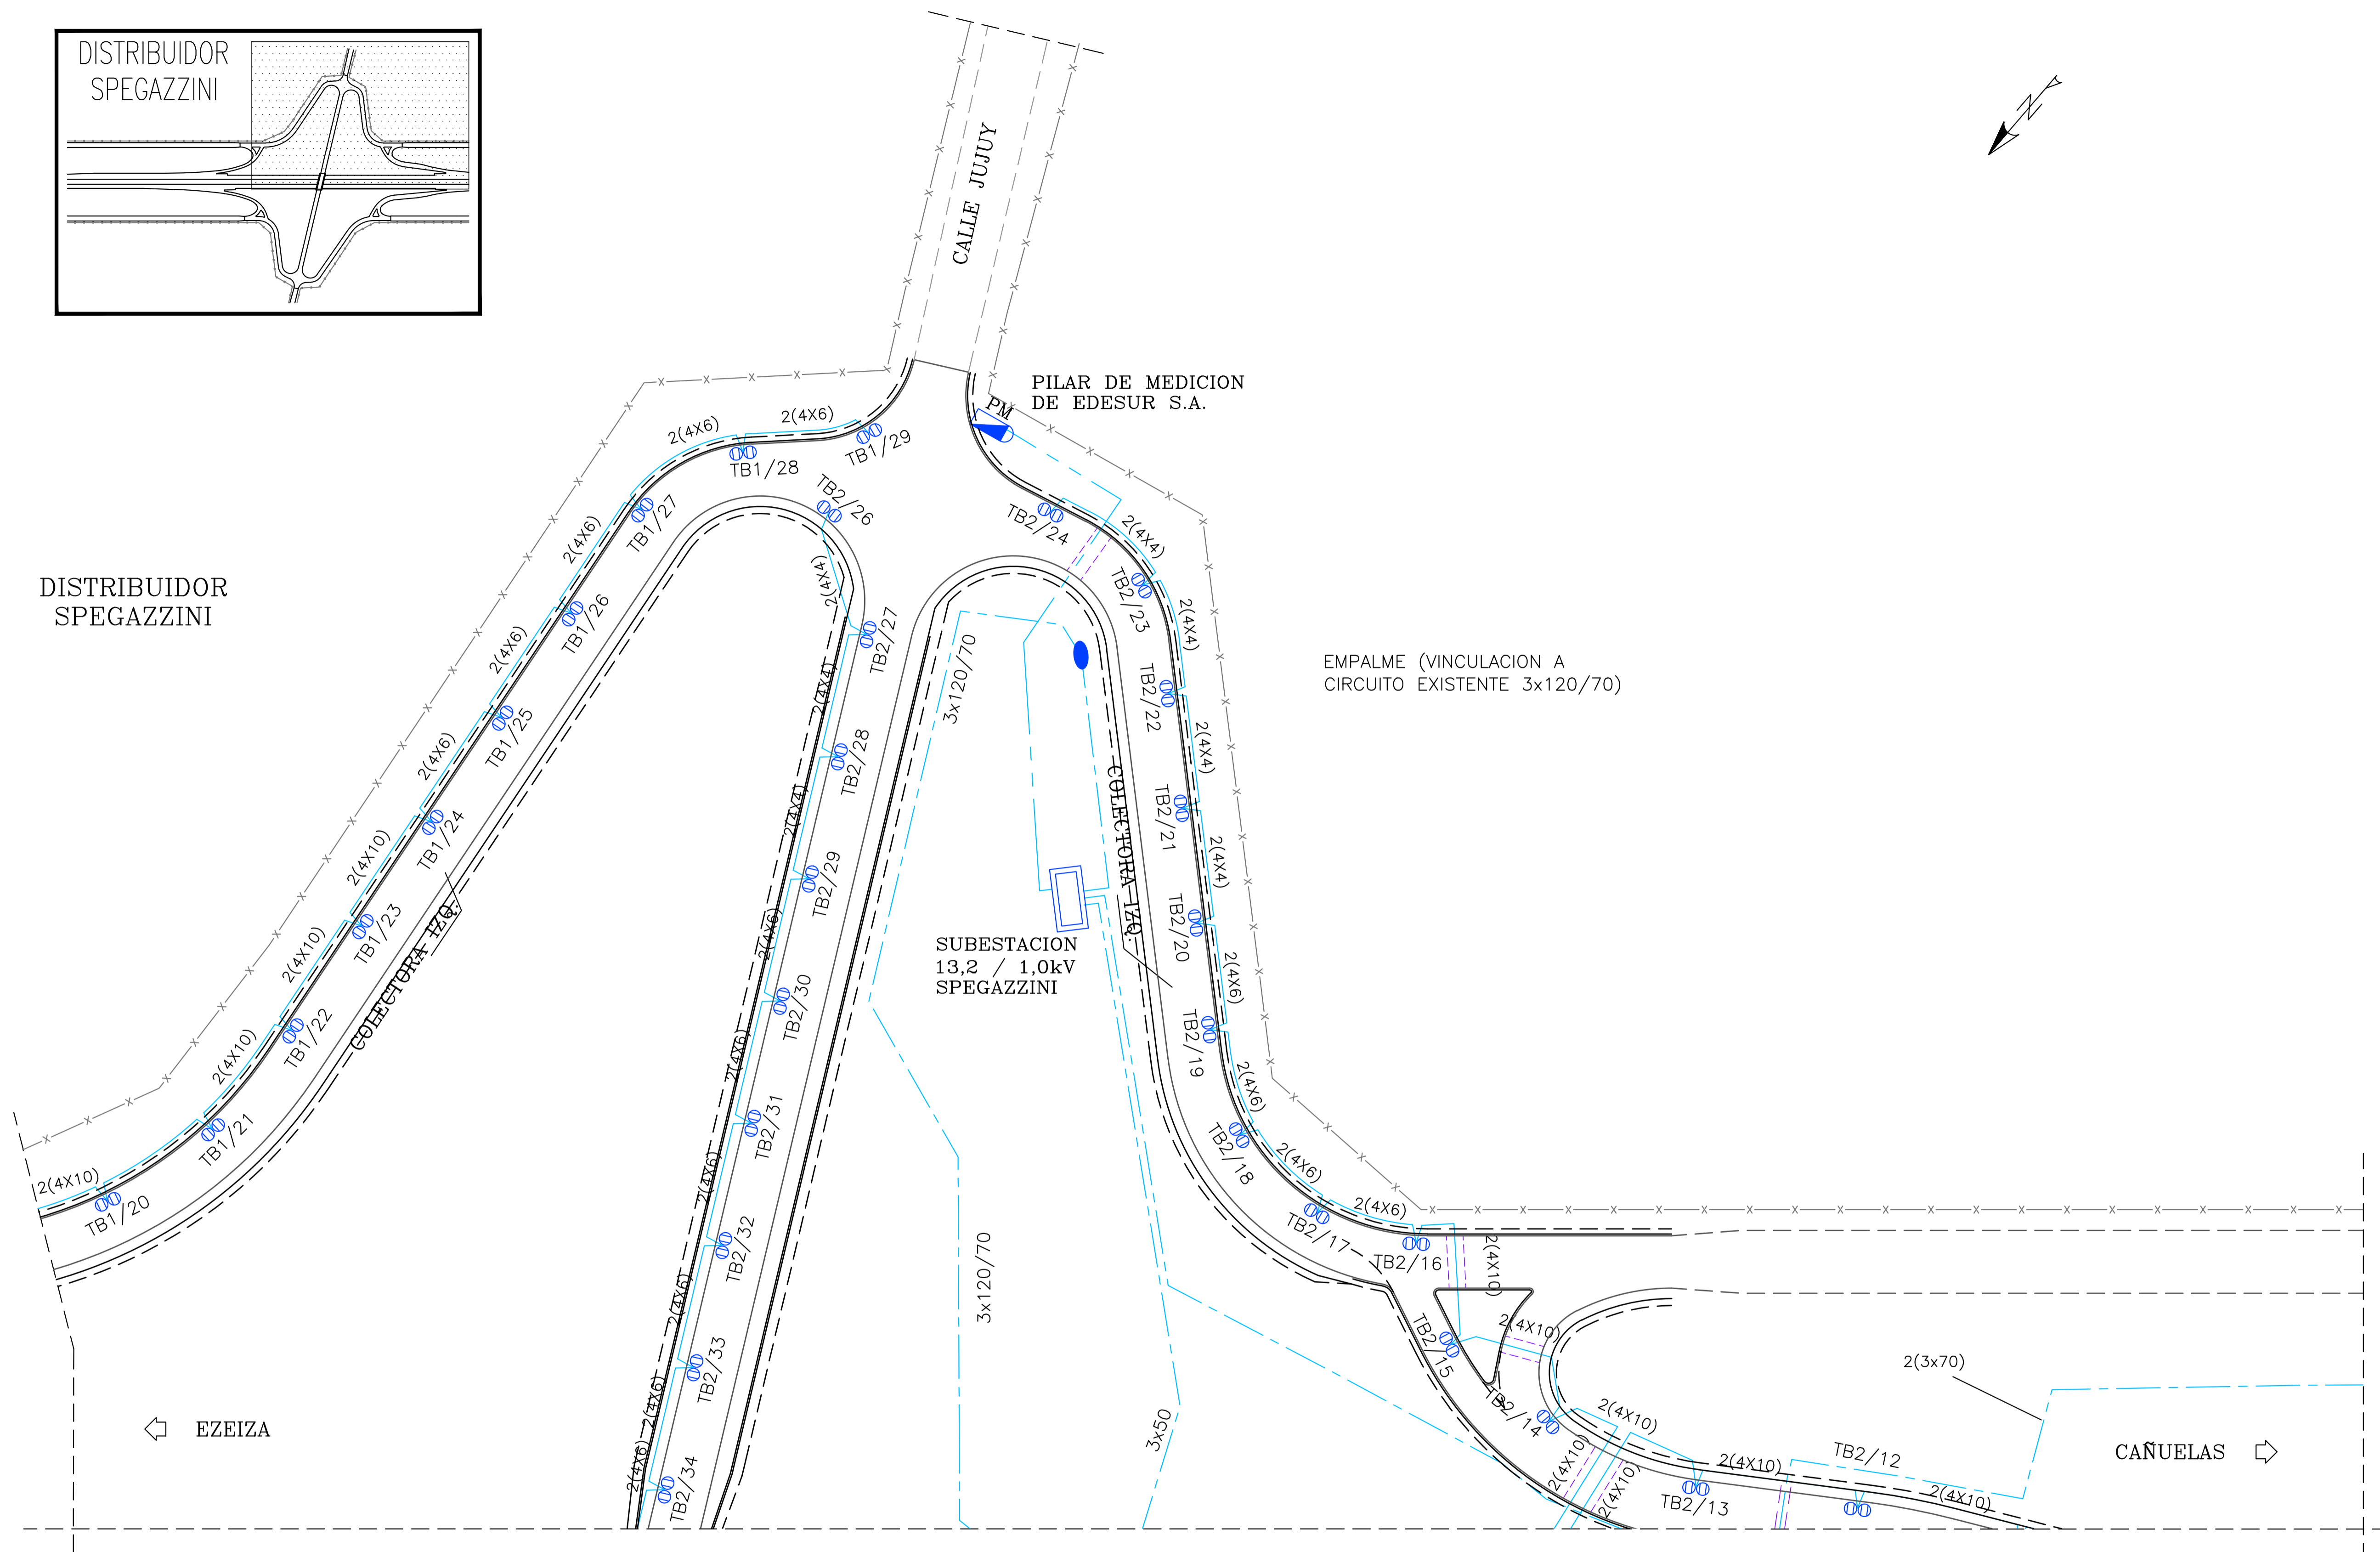 DISTRIBUIDOR
SPEGAZZINI
N
CALLE JUJUY
PILAR DE MEDICION
DE EDESUR S.A.
PM
2(4X6)
2(4X6)
TB1/29
TB1/28
TB2/26
TB1/27
TB2/24
2(4X4)
2(4X6)
2(4X4)
TB2/23
DISTRIBUIDOR
SPEGAZZINI
TB1/26
2(4X4)
TB2/27
2(4X6)
3x120/70
EMPALME (VINCULACION A
CIRCUITO EXISTENTE 3x120/70)
2(4X4)
TB2/22
TB1/25
2(4X6)
TB2/28
2(4X4)
2(4X4)
TB2/21
TB1/24
2(4X10)
TB2/29
COLECTORA IZQ.
2(4X4)
TB1/23
2(4X6)
TB2/20
2(4X10)
COLECTORA IZQ.
SUBESTACION
13,2 / 1,0kV
SPEGAZZINI
2(4X6)
TB2/30
TB1/22
2(4X10)
2(4X6)
TB2/19
2(4X6)
TB1/21
TB2/31
TB2/18
2(4X6)
2(4X10)
TB1/20
2(4X6)
2(4X6)
TB2/17
TB2/32
TB2/16
2(4X10)
3x120/70
2(4X6)
2(4X10)
TB2/15
TB2/33
2(3x70)
2(4X6)
TB2/14
2(4X10)
EZEIZA
3x50
2(4X10)
2(4X10)
TB2/12
CAÑUELAS
2(4X6)
TB2/34
2(4X10)
TB2/13
2(4X10)